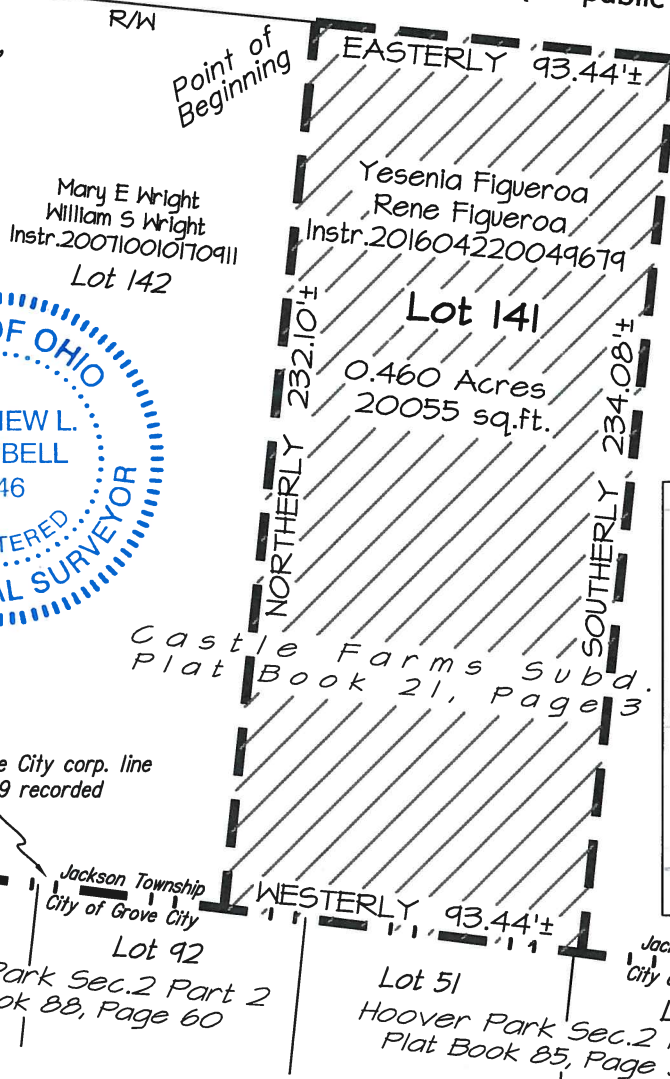 public
R/W
Point of
Beginning
EASTERLY 93.44'±
Mary E Wright
William S Wright
Instr.200710010170911
Lot 142
Yesenia Figueroa
Rene Figueroa
Instr.201604220049679
Lot 141
0.460 Acres
20055 sq.ft.
NORTHERLY 232.10'±
SOUTHERLY 234.08'±
OF OHIO
BELL
46
SURVEYOR
Castle Farms Subd.
Plat Book 21, Page 3
City corp. line
9 recorded
Jackson Township
City of Grove City
WESTERLY 93.44'±
Lot 92
Park Sec.2 Part 2
88, Page 60
Lot 51
Hoover Park Sec.2
Plat Book 85, Page
City